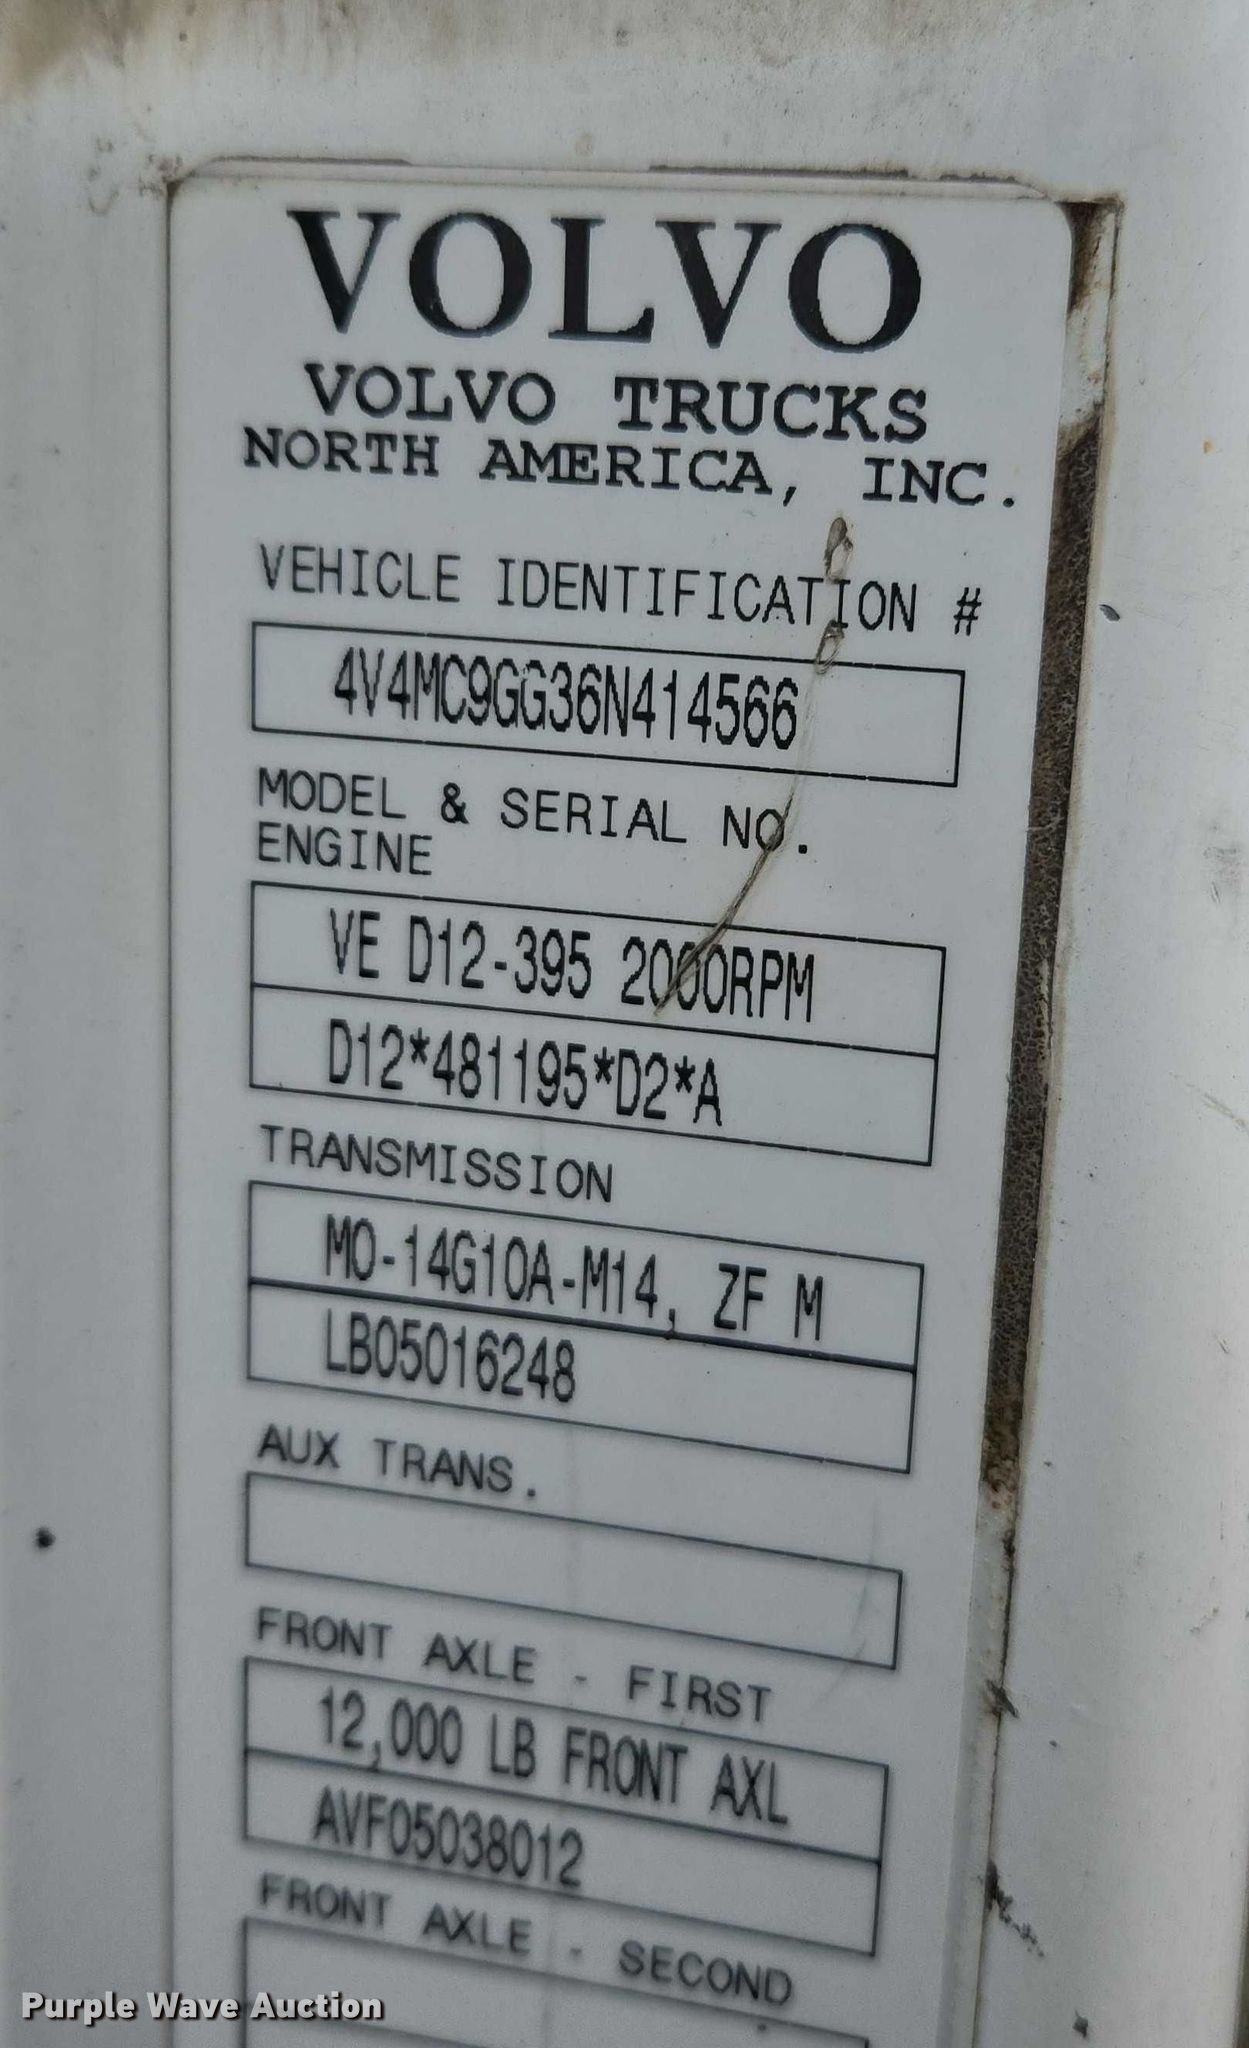 VOLVO
VOLVO TRUCKS
NORTH AMERICA, INC.
VEHICLE IDENTIFICATION #
4V4MC9GG36N414566
MODEL & SERIAL NO.
ENGINE
VE D12-395 2000RPM
D12*481195*D2*A
TRANSMISSION
MO-14G10A-M14, ZF M
LB05016248
AUX TRANS.
FRONT AXLE - FIRST
12,000 LB FRONT AXL
AVF05038012
FRONT AXLE - SECOND
Purple Wave Auction